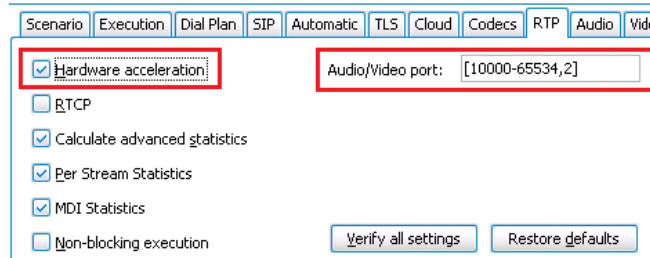 Scenario Execution Dial Plan SIP Automatic TLS Cloud Codecs RTP Audio
Hardware acceleration Audio/Video port: [10000-65534,2]
RTCP
Calculate advanced statistics
Per Stream Statistics
MDI Statistics
Non-blocking execution Verify all settings Restore defaults